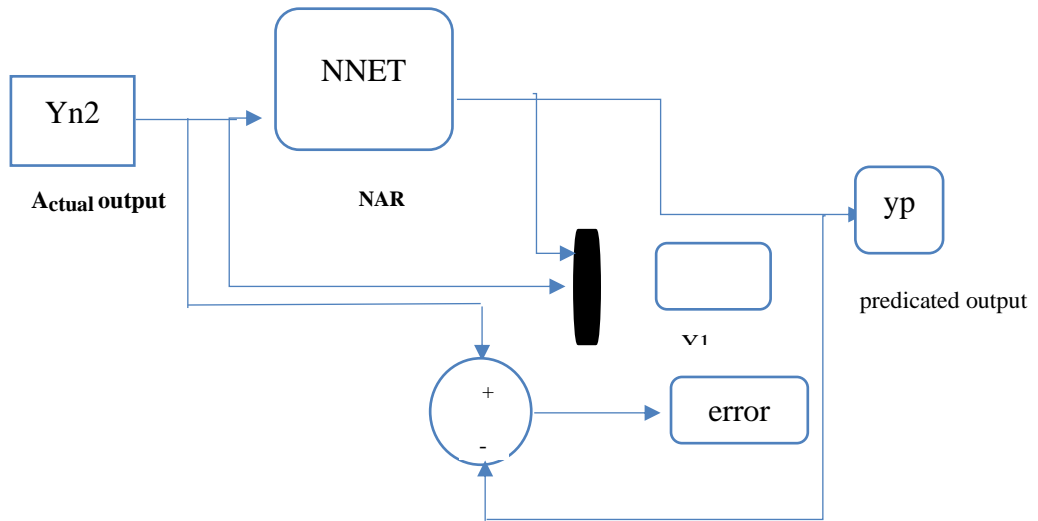 NNET
Yn2
Actual output
NAR
yp
predicated output
+
error
-